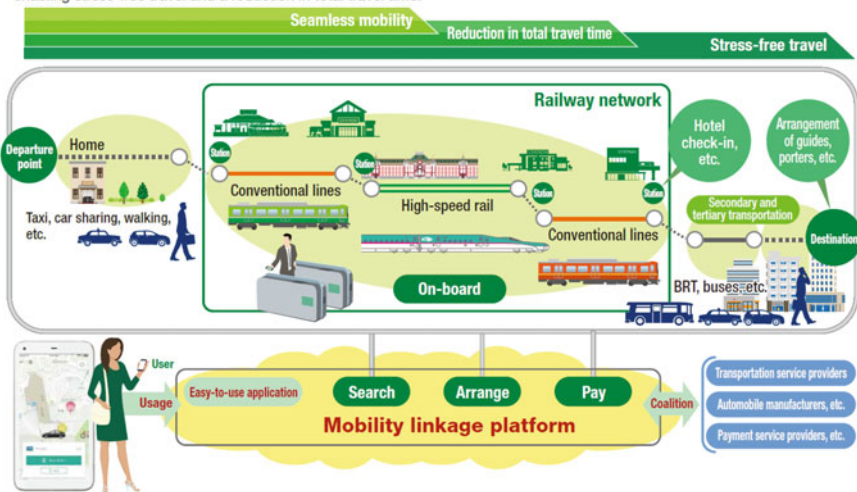 Seamless mobility
Reduction in total travel time
Stress-free travel
Railway network
Departure
point
Home
Taxi, car sharing, walking,
etc.
Station
Conventional lines
Station
High-speed rail
Station
Conventional lines
Station
On-board
Hotel
check-in,
etc.
Arrangement
of guides,
porters, etc.
Secondary and
tertiary transportation
Destination
BRT, buses, etc.
User
Usage
Easy-to-use application
Search
Arrange
Pay
Mobility linkage platform
Coalition
Transportation service providers
Automobile manufacturers, etc.
Payment service providers, etc.